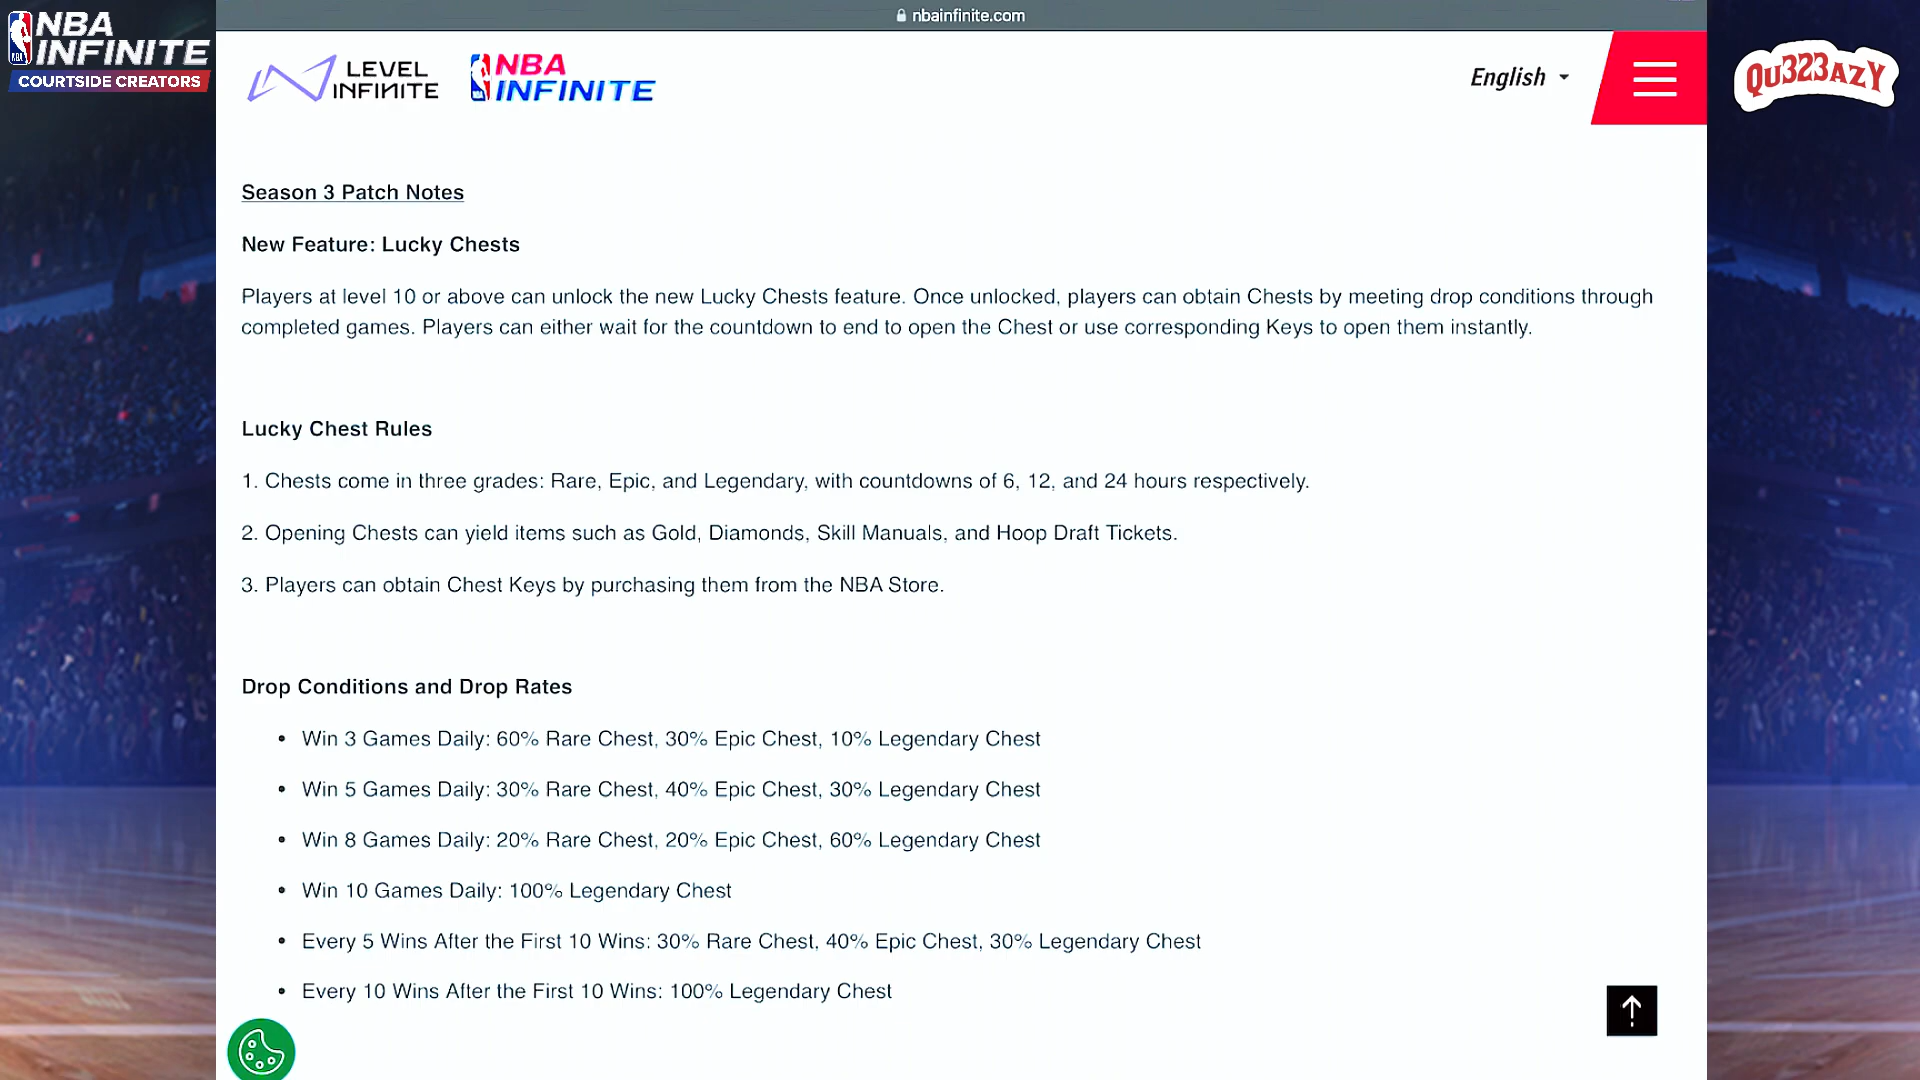 nbainfinite.com
NBA
INFINITE
COURTSIDE CREATORS
LEVEL
INFINITE
NBA
INFINITE
English
QU323AZY
Season 3 Patch Notes
New Feature: Lucky Chests
Players at level 10 or above can unlock the new Lucky Chests feature. Once unlocked, players can obtain Chests by meeting drop conditions through
completed games. Players can either wait for the countdown to end to open the Chest or use corresponding Keys to open them instantly.
Lucky Chest Rules
1. Chests come in three grades: Rare, Epic, and Legendary, with countdowns of 6, 12, and 24 hours respectively.
2. Opening Chests can yield items such as Gold, Diamonds, Skill Manuals, and Hoop Draft Tickets.
3. Players can obtain Chest Keys by purchasing them from the NBA Store.
Drop Conditions and Drop Rates
• Win 3 Games Daily: 60% Rare Chest, 30% Epic Chest, 10% Legendary Chest
• Win 5 Games Daily: 30% Rare Chest, 40% Epic Chest, 30% Legendary Chest
• Win 8 Games Daily: 20% Rare Chest, 20% Epic Chest, 60% Legendary Chest
• Win 10 Games Daily: 100% Legendary Chest
• Every 5 Wins After the First 10 Wins: 30% Rare Chest, 40% Epic Chest, 30% Legendary Chest
• Every 10 Wins After the First 10 Wins: 100% Legendary Chest